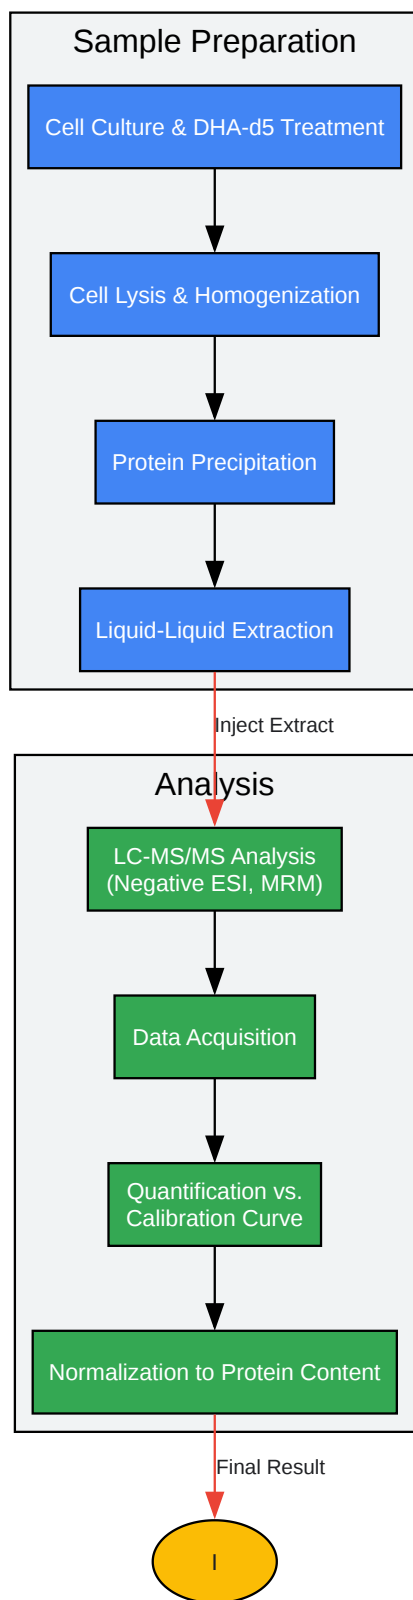 Sample Preparation
Cell Culture & DHA-d5 Treatment
Cell Lysis & Homogenization
Protein Precipitation
Liquid-Liquid Extraction
Inject Extract
Analysis
LC-MS/MS Analysis
(Negative ESI, MRM)
Data Acquisition
Quantification vs.
Calibration Curve
Normalization to Protein Content
Final Result
I